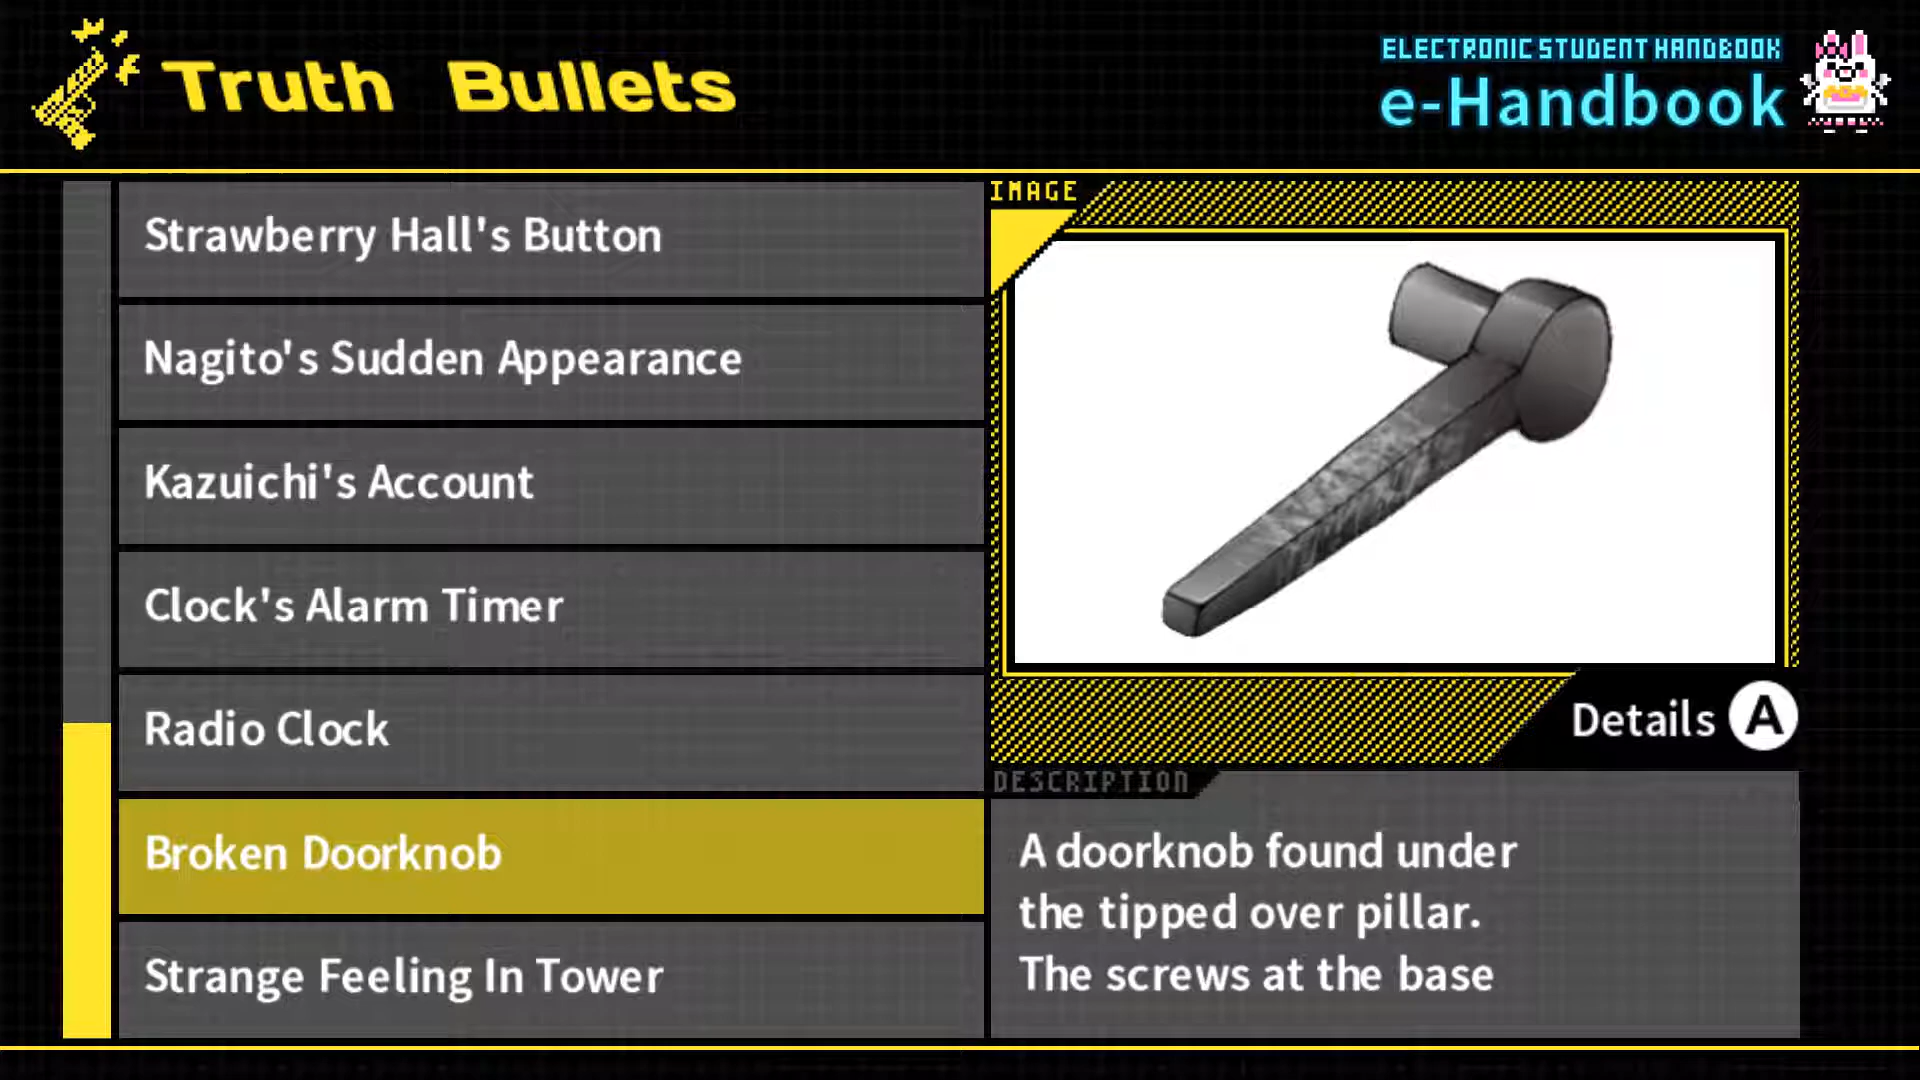 Truth Bullets
ELECTRONIC STUDENT HANDBOOK
e-Handbook
Strawberry Hall's Button
Nagito's Sudden Appearance
Kazuichi's Account
Clock's Alarm Timer
Radio Clock
Broken Doorknob
Strange Feeling In Tower
IMAGE
Details A
DESCRIPTION
A doorknob found under
the tipped over pillar.
The screws at the base